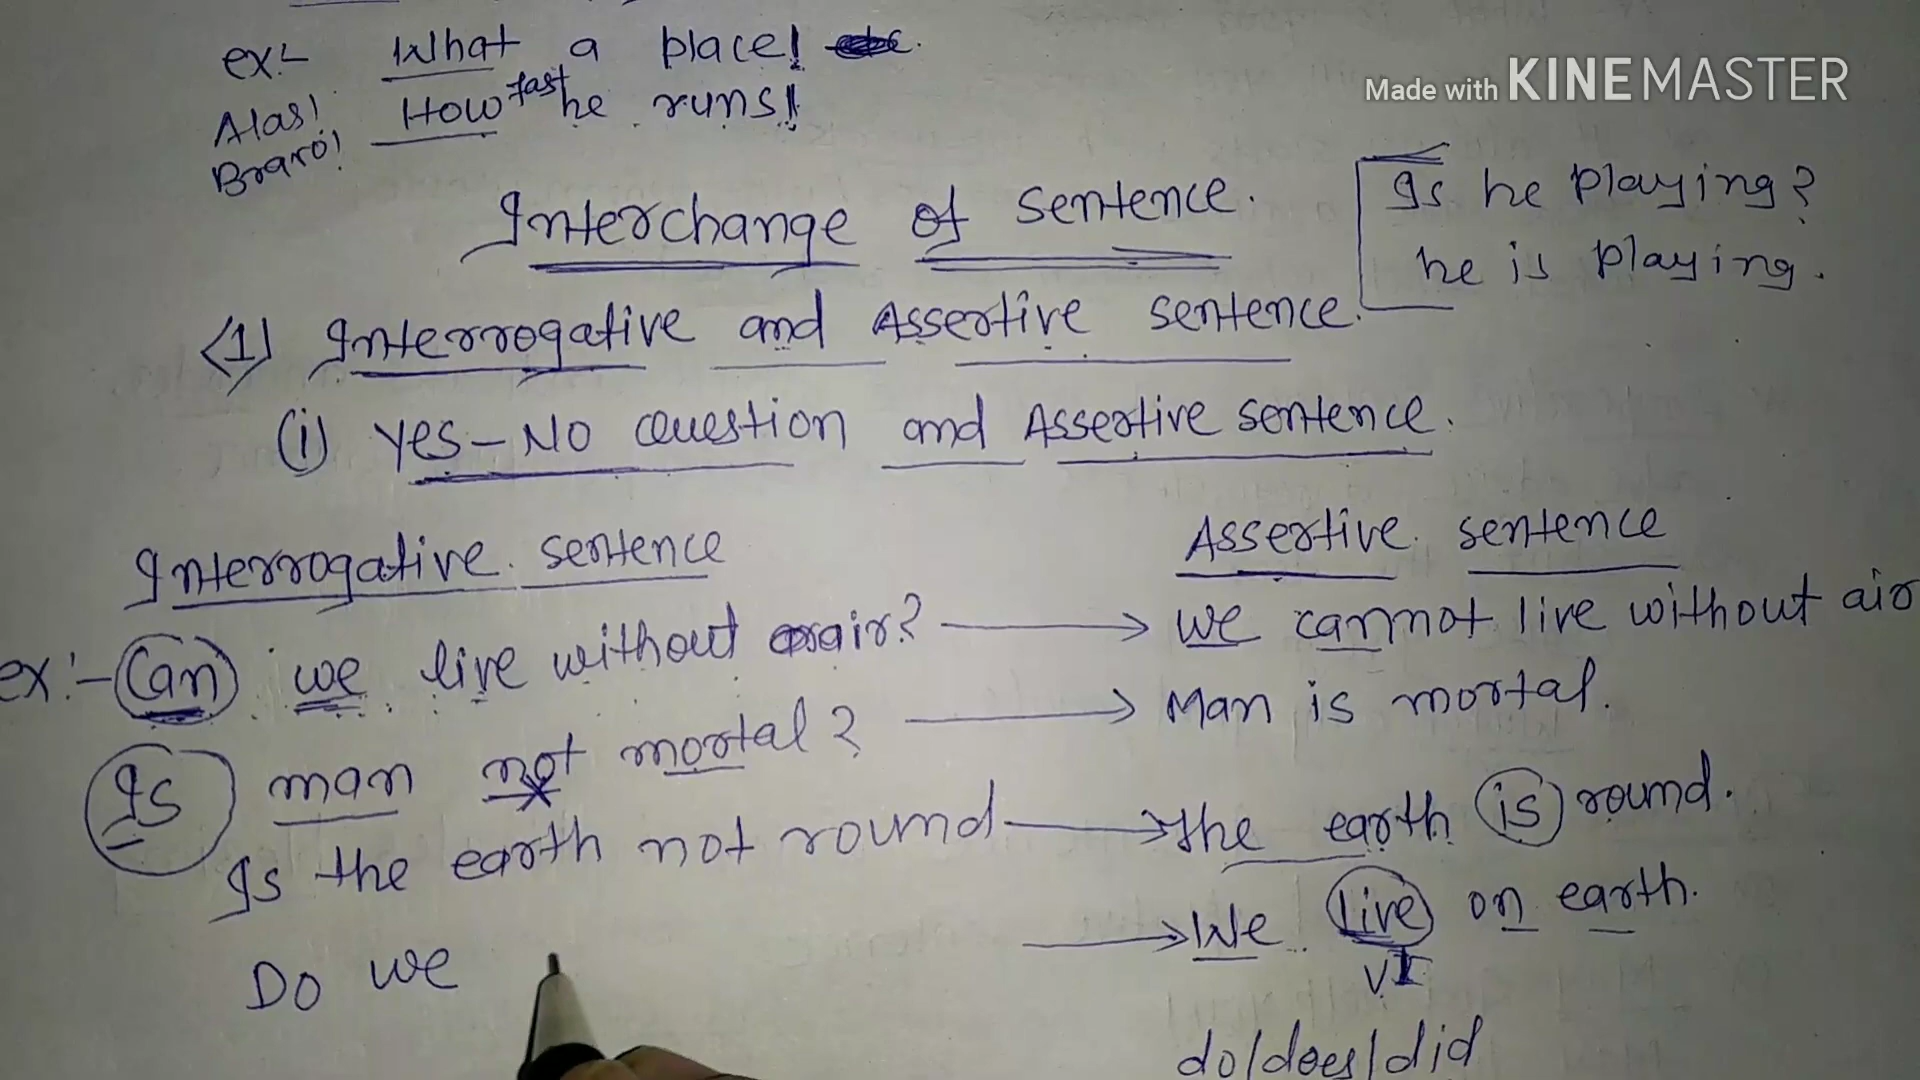 ex:- What a place!
Made with KINEMASTER
Alas! How fast he runs!
Bravo!
Interchange of sentence.
Is he playing?
he is playing.
(1) Interrogative and Assertive sentence.
(i) Yes-No Question and Assertive sentence.
Interrogative sentence
Assertive sentence
ex:- Can we live without air? → We cannot live without air
Is man not mortal? → Man is mortal.
Is the earth not round → The earth is round.
Do we → We live on earth.
VI
do/does/did